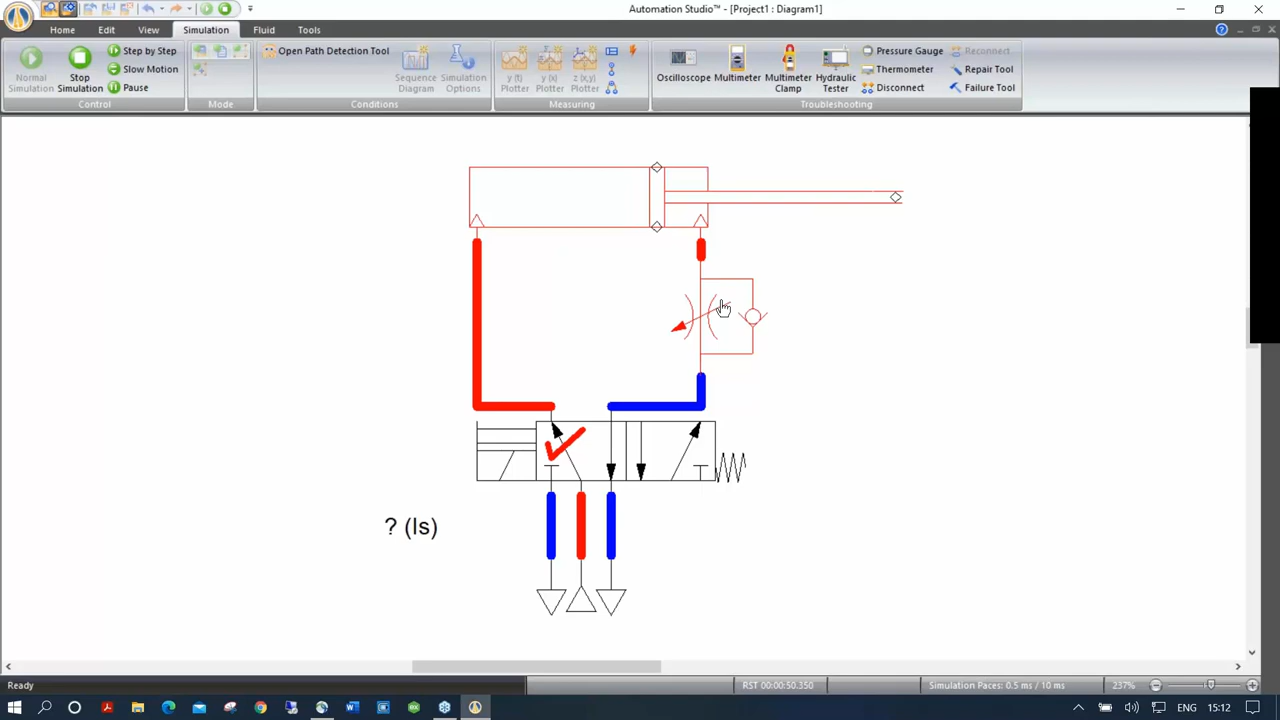 Automation Studio™ - [Project1 : Diagram1]
Home Edit View Simulation Fluid Tools
Normal Simulation
Stop Simulation
Step by Step
Slow Motion
Pause
Control
Mode
Open Path Detection Tool
Sequence Diagram
Simulation Options
Conditions
y (t) Plotter
y (x) Plotter
z (x,y) Plotter
Measuring
Oscilloscope
Multimeter
Multimeter Clamp
Hydraulic Tester
Pressure Gauge
Thermometer
Disconnect
Reconnect
Repair Tool
Failure Tool
Troubleshooting
? (ls)
Ready
RST 00:00:50.350
Simulation Paces: 0.5 ms / 10 ms
237%
ENG 15:12